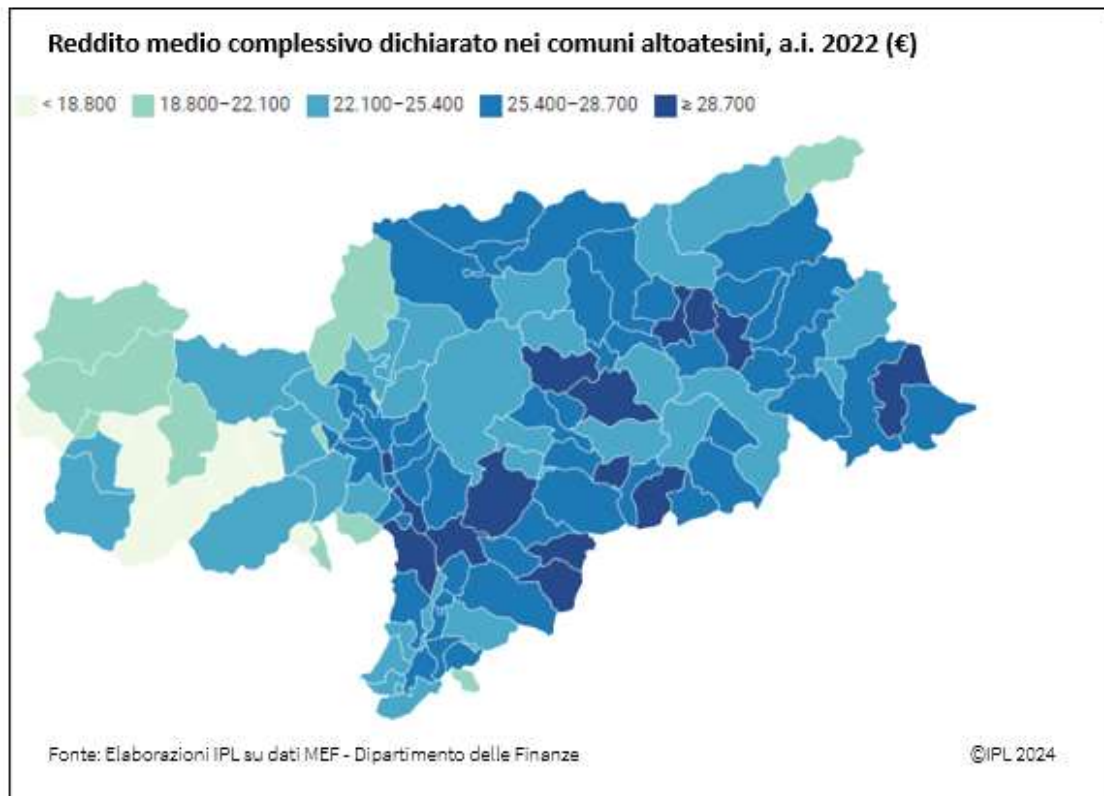 Reddito medio complessivo dichiarato nei comuni altoatesini, a.i. 2022 (€)
< 18.800 18.800–22.100 22.100–25.400 25.400–28.700 ≥ 28.700
Fonte: Elaborazioni IPL su dati MEF - Dipartimento delle Finanze ©IPL 2024